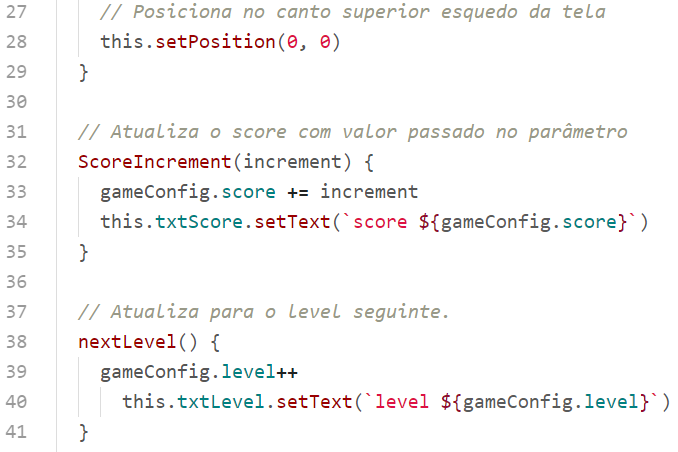 27 // Posiciona no canto superior esquedo da tela
28 this.setPosition(0, 0)
29 }
30
31 // Atualiza o score com valor passado no parâmetro
32 ScoreIncrement(increment) {
33 gameConfig.score += increment
34 this.txtScore.setText(`score ${gameConfig.score}`)
35 }
36
37 // Atualiza para o level seguinte.
38 nextLevel() {
39 gameConfig.level++
40 this.txtLevel.setText(`level ${gameConfig.level}`)
41 }